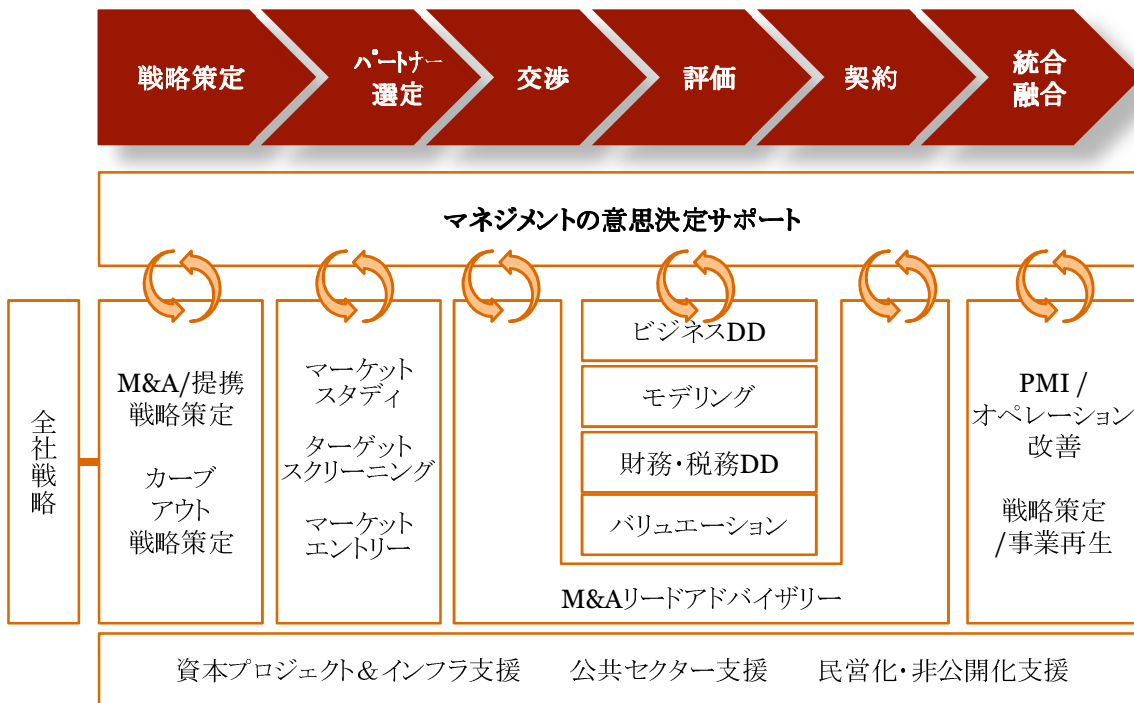 戦略策定
パートナー
選定
交渉
評価
契約
統合
融合
マネジメントの意思決定サポート
全社戦略
M&A/提携
戦略策定
カーブ
アウト
戦略策定
マーケット
スタディ
ターゲット
スクリーニング
マーケット
エントリー
ビジネスDD
モデリング
財務・税務DD
バリュエーション
M&Aリードアドバイザリー
PMI /
オペレーション
改善
戦略策定
/事業再生
資本プロジェクト＆インフラ支援 公共セクター支援 民営化・非公開化支援